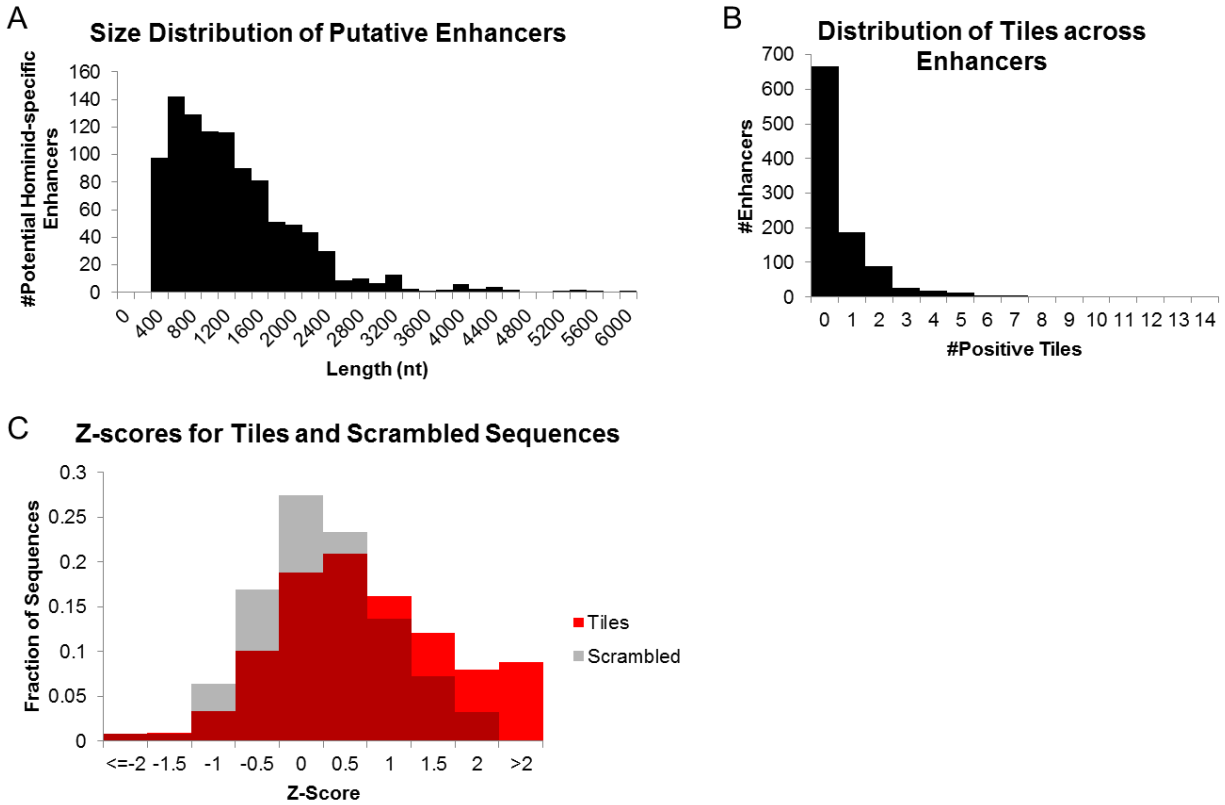 A
Size Distribution of Putative Enhancers
#Potential Hominid-specific
Enhancers
160
140
120
100
80
60
40
20
0
0 400 800 1200 1600 2000 2400 2800 3200 3600 4000 4400 4800 5200 5600 6000
Length (nt)
B
Distribution of Tiles across
Enhancers
#Enhancers
700
600
500
400
300
200
100
0
0 1 2 3 4 5 6 7 8 9 10 11 12 13 14
#Positive Tiles
C
Z-scores for Tiles and Scrambled Sequences
Fraction of Sequences
0.3
0.25
0.2
0.15
0.1
0.05
0
<=-2 -1.5 -1 -0.5 0 0.5 1 1.5 2 >2
Z-Score
Tiles
Scrambled